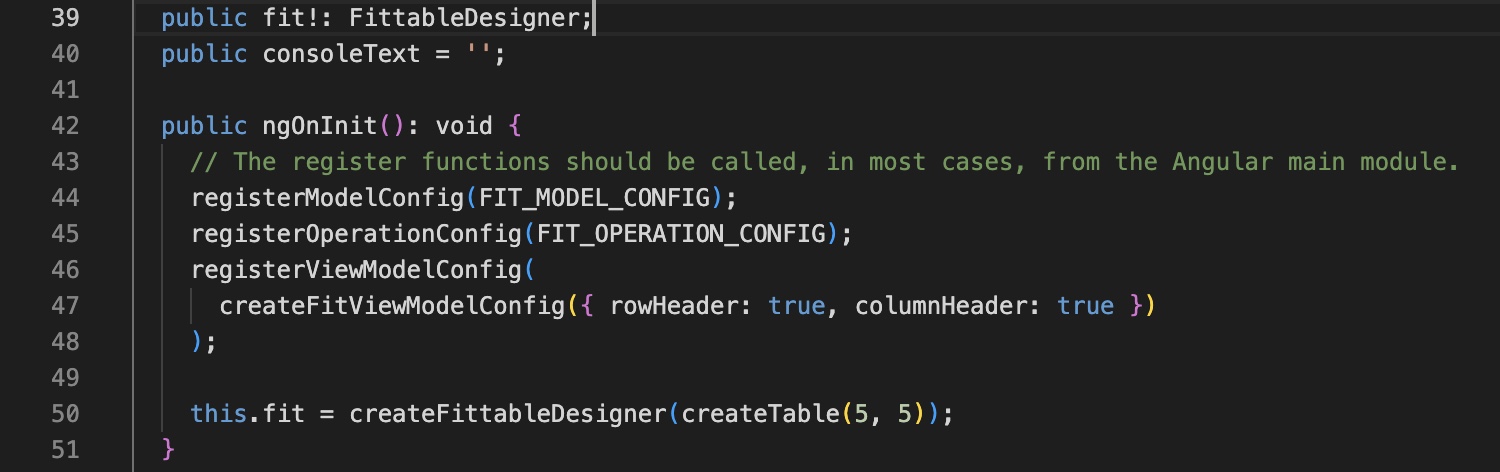 39 public fit!: FittableDesigner;
40 public consoleText = '';
41
42 public ngOnInit(): void {
43 // The register functions should be called, in most cases, from the Angular main module.
44 registerModelConfig(FIT_MODEL_CONFIG);
45 registerOperationConfig(FIT_OPERATION_CONFIG);
46 registerViewModelConfig(
47 createFitViewModelConfig({ rowHeader: true, columnHeader: true })
48 );
49
50 this.fit = createFittableDesigner(createTable(5, 5));
51 }